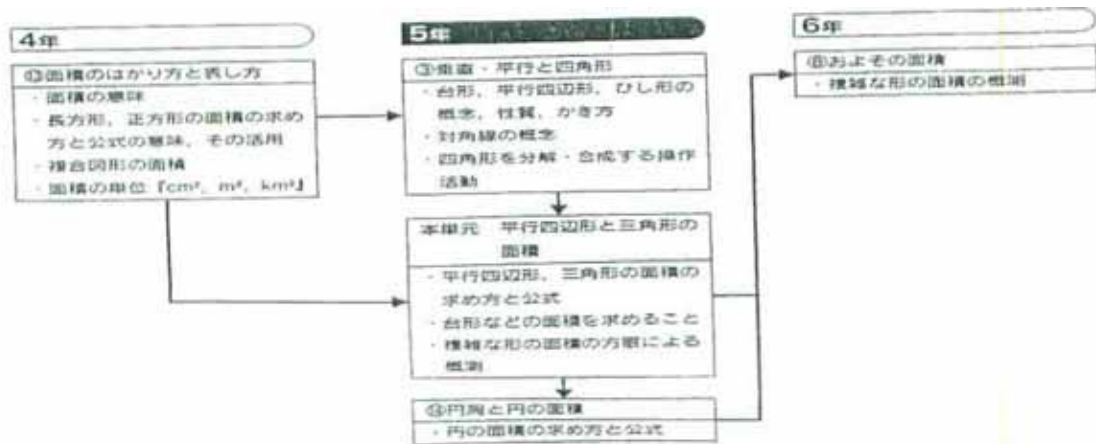 4年
⑬面積のはかり方と表し方
・面積の意味
・長方形，正方形の面積の求め
方と公式の意味，その活用
・複合図形の面積
・面積の単位『cm²，m²，km²』
5年
③垂直・平行と四角形
・台形，平行四辺形，ひし形の
概念，性質，かき方
・対角線の概念
・四角形を分解・合成する操作
活動
本単元　平行四辺形と三角形の
面積
・平行四辺形，三角形の面積の
求め方と公式
・台形などの面積を求めること
・複雑な形の面積の方眼による
概測
円周と円の面積
・円の面積の求め方と公式
6年
⑧およその面積
・複雑な形の面積の概測